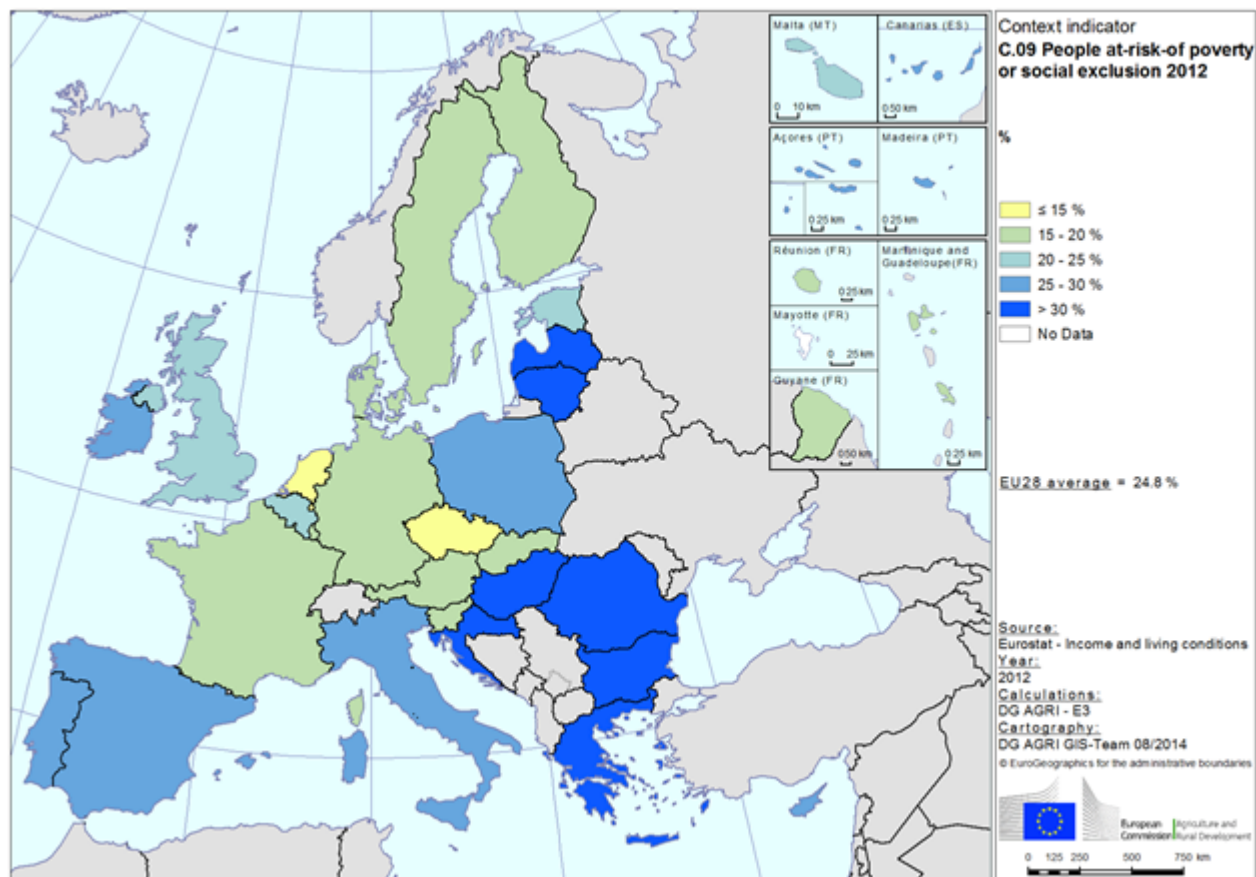 Malta (MT)
0 10 km
Canarias (ES)
0 50 km
Açores (PT)
0 25 km
Madeira (PT)
0 25 km
Réunion (FR)
0 25 km
Martinique and
Guadeloupe(FR)
Mayotte (FR)
0 25 km
Guyane (FR)
0 50 km
0 25 km
Context indicator
C.09 People at-risk-of poverty
or social exclusion 2012
%
≤ 15 %
15 - 20 %
20 - 25 %
25 - 30 %
> 30 %
No Data
EU28 average = 24.8 %
Source:
Eurostat - Income and living conditions
Year:
2012
Calculations:
DG AGRI - E3
Cartography:
DG AGRI GIS-Team 08/2014
© EuroGeographics for the administrative boundaries
European
Commission
Agriculture and
Rural Development
0 125 250 500 750 km